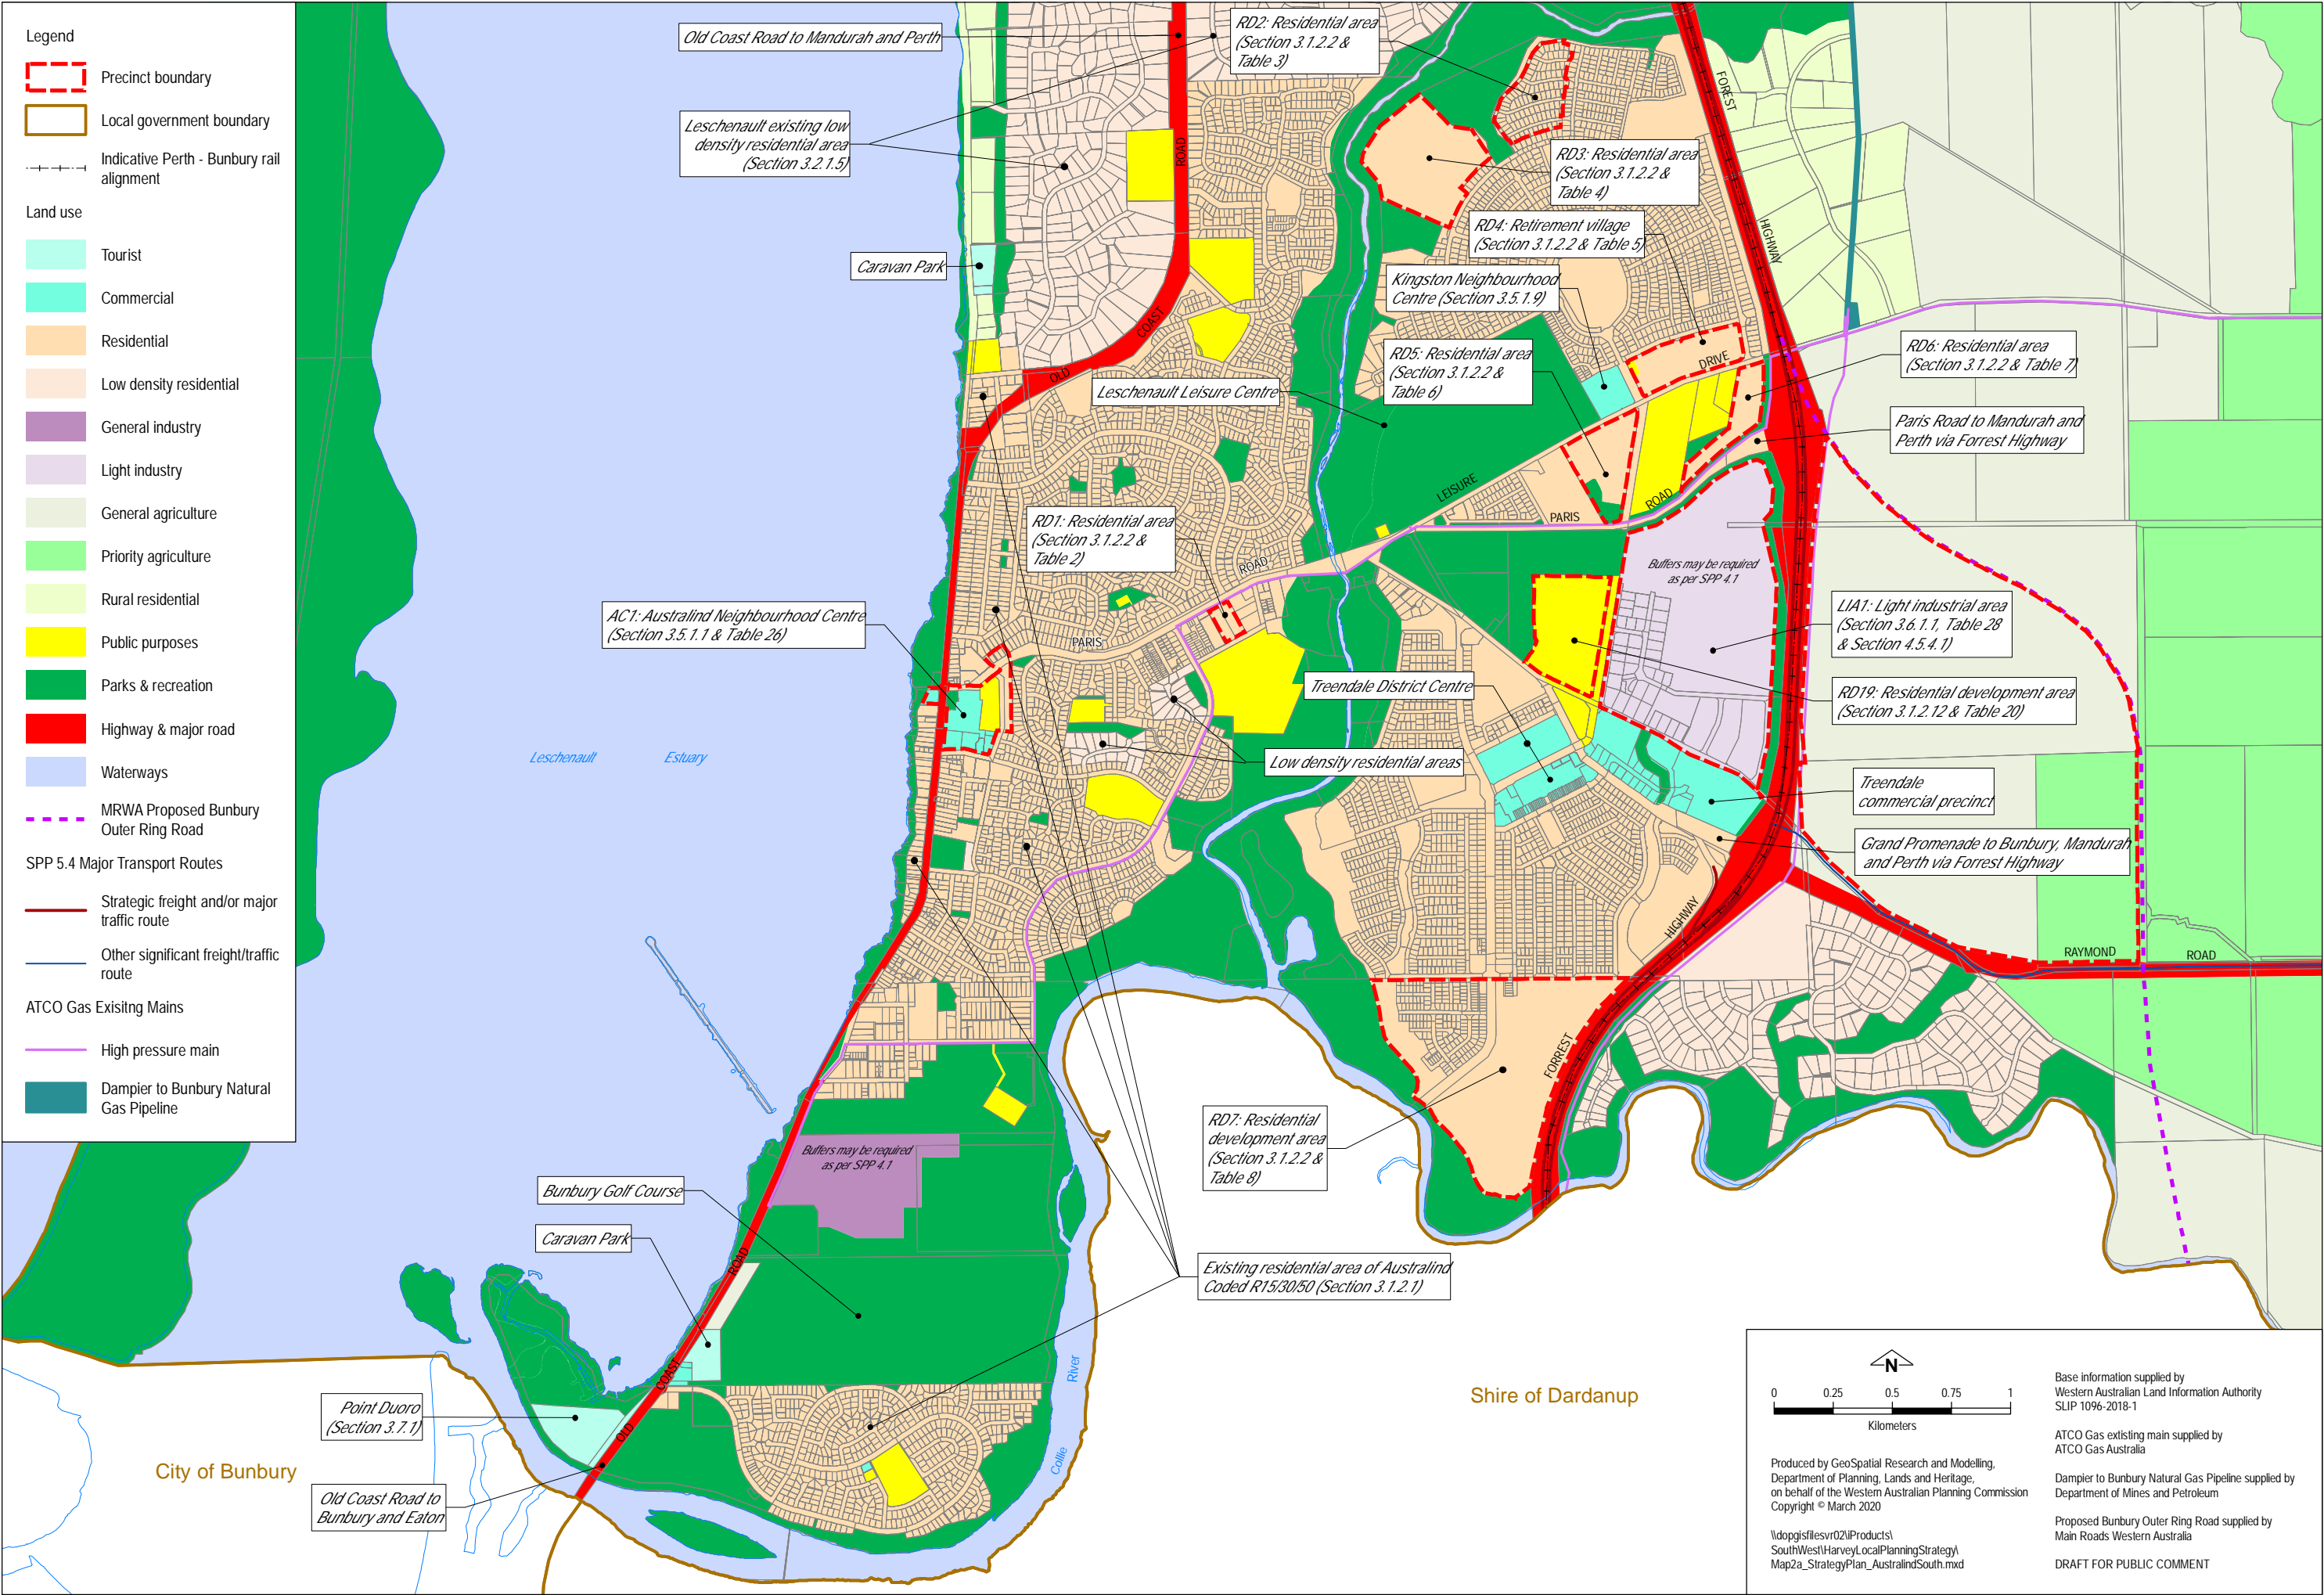 Legend
Precinct boundary
Local government boundary
Indicative Perth - Bunbury rail
alignment
Land use
Tourist
Commercial
Residential
Low density residential
General industry
Light industry
General agriculture
Priority agriculture
Rural residential
Public purposes
Parks & recreation
Highway & major road
Waterways
MRWA Proposed Bunbury
Outer Ring Road
SPP 5.4 Major Transport Routes
Strategic freight and/or major
traffic route
Other significant freight/traffic
route
ATCO Gas Exisitng Mains
High pressure main
Dampier to Bunbury Natural
Gas Pipeline
Old Coast Road to Mandurah and Perth
RD2: Residential area
(Section 3.1.2.2 &
Table 3)
Leschenault existing low
density residential area
(Section 3.2.1.5)
RD3: Residential area
(Section 3.1.2.2 &
Table 4)
RD4: Retirement village
(Section 3.1.2.2 & Table 5)
Caravan Park
Kingston Neighbourhood
Centre (Section 3.5.1.9)
RD5: Residential area
(Section 3.1.2.2 &
Table 6)
RD6: Residential area
(Section 3.1.2.2 & Table 7)
Leschenault Leisure Centre
Paris Road to Mandurah and
Perth via Forrest Highway
RD1: Residential area
(Section 3.1.2.2 &
Table 2)
AC1: Australind Neighbourhood Centre
(Section 3.5.1.1 & Table 26)
Buffers may be required
as per SPP 4.1
LIA1: Light industrial area
(Section 3.6.1.1, Table 28
& Section 4.5.4.1)
RD19: Residential development area
(Section 3.1.2.12 & Table 20)
Treendale District Centre
Low density residential areas
Treendale
commercial precinct
Grand Promenade to Bunbury, Mandurah
and Perth via Forrest Highway
RD7: Residential
development area
(Section 3.1.2.2 &
Table 8)
Buffers may be required
as per SPP 4.1
Bunbury Golf Course
Caravan Park
Existing residential area of Australind
Coded R15/30/50 (Section 3.1.2.1)
Point Duoro
(Section 3.7.1)
Old Coast Road to
Bunbury and Eaton
ROAD
COAST
OLD
FOREST
HIGHWAY
DRIVE
LEISURE
PARIS
ROAD
ROAD
PARIS
HIGHWAY
FORREST
RAYMOND
ROAD
ROAD
COAST
OLD
Leschenault
Estuary
River
Collie
City of Bunbury
Shire of Dardanup
N
0
0.25
0.5
0.75
1
Kilometers
Produced by GeoSpatial Research and Modelling,
Department of Planning, Lands and Heritage,
on behalf of the Western Australian Planning Commission
Copyright © March 2020
\\dopgisfilesvr02\iProducts\
SouthWest\HarveyLocalPlanningStrategy\
Map2a_StrategyPlan_AustralindSouth.mxd
Base information supplied by
Western Australian Land Information Authority
SLIP 1096-2018-1
ATCO Gas extisting main supplied by
ATCO Gas Australia
Dampier to Bunbury Natural Gas Pipeline supplied by
Department of Mines and Petroleum
Proposed Bunbury Outer Ring Road supplied by
Main Roads Western Australia
DRAFT FOR PUBLIC COMMENT